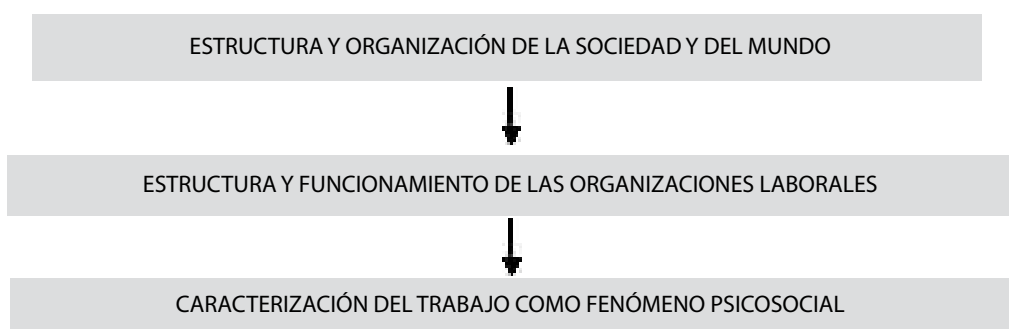 ESTRUCTURA Y ORGANIZACIÓN DE LA SOCIEDAD Y DEL MUNDO
ESTRUCTURA Y FUNCIONAMIENTO DE LAS ORGANIZACIONES LABORALES
CARACTERIZACIÓN DEL TRABAJO COMO FENÓMENO PSICOSOCIAL